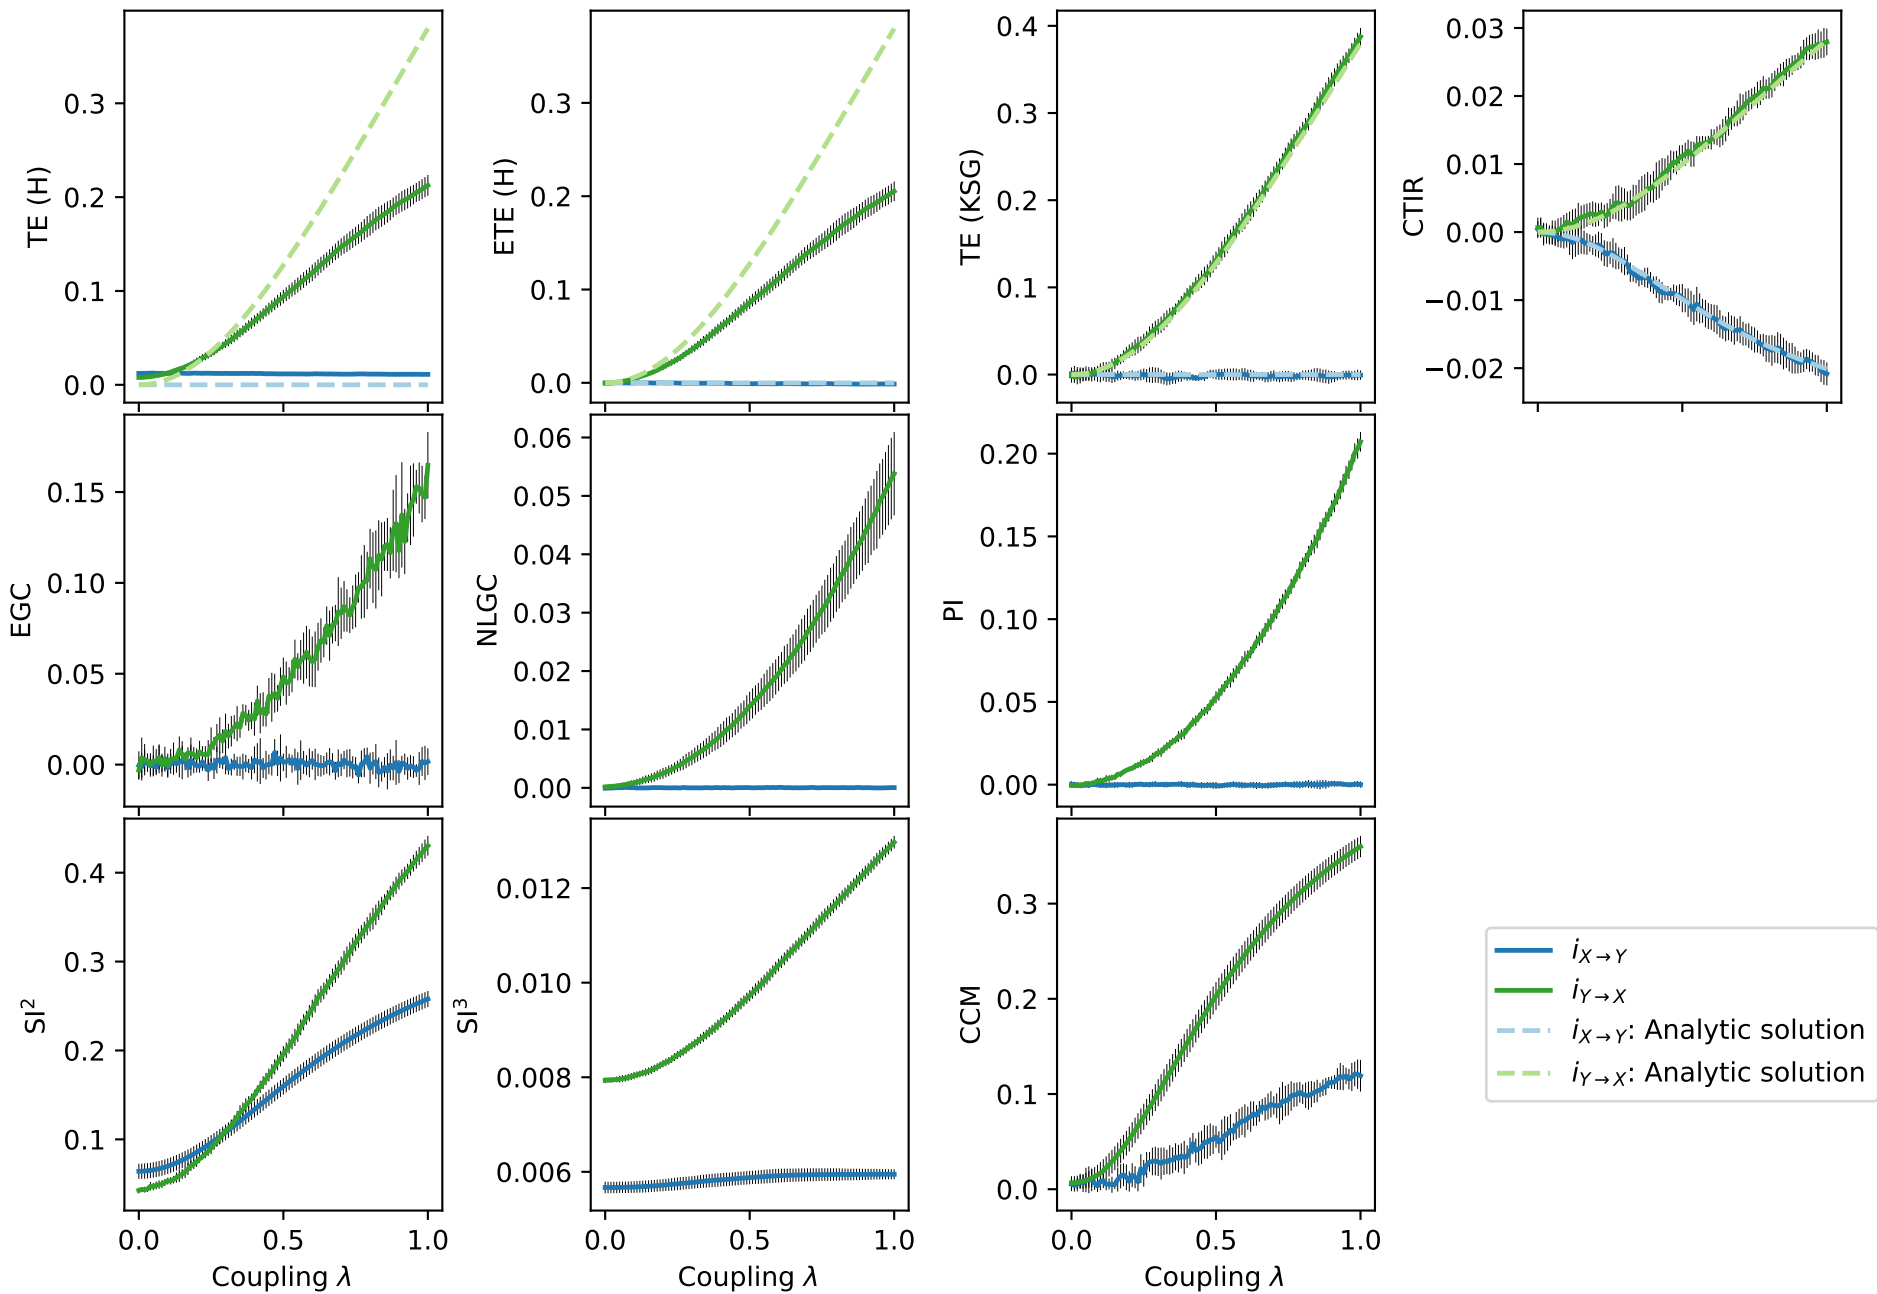 TE (H)
0.3
0.2
0.1
0.0
ETE (H)
0.3
0.2
0.1
0.0
TE (KSG)
0.4
0.3
0.2
0.1
0.0
CTIR
0.03
0.02
0.01
0.00
−0.01
−0.02
EGC
0.15
0.10
0.05
0.00
NLGC
0.06
0.05
0.04
0.03
0.02
0.01
0.00
PI
0.20
0.15
0.10
0.05
0.00
SI²
0.4
0.3
0.2
0.1
0.0 0.5 1.0
Coupling λ
SI³
0.012
0.010
0.008
0.006
0.0 0.5 1.0
Coupling λ
CCM
0.3
0.2
0.1
0.0
0.0 0.5 1.0
Coupling λ
i X→Y
i Y→X
i X→Y: Analytic solution
i Y→X: Analytic solution